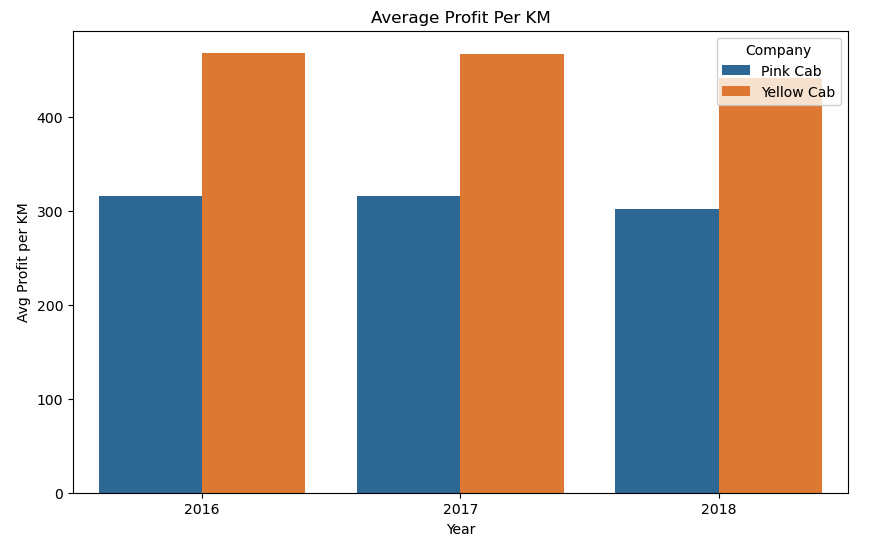 Average Profit Per KM
Company
Pink Cab
Yellow Cab
Avg Profit per KM
400
300
200
100
0
2016
2017
2018
Year